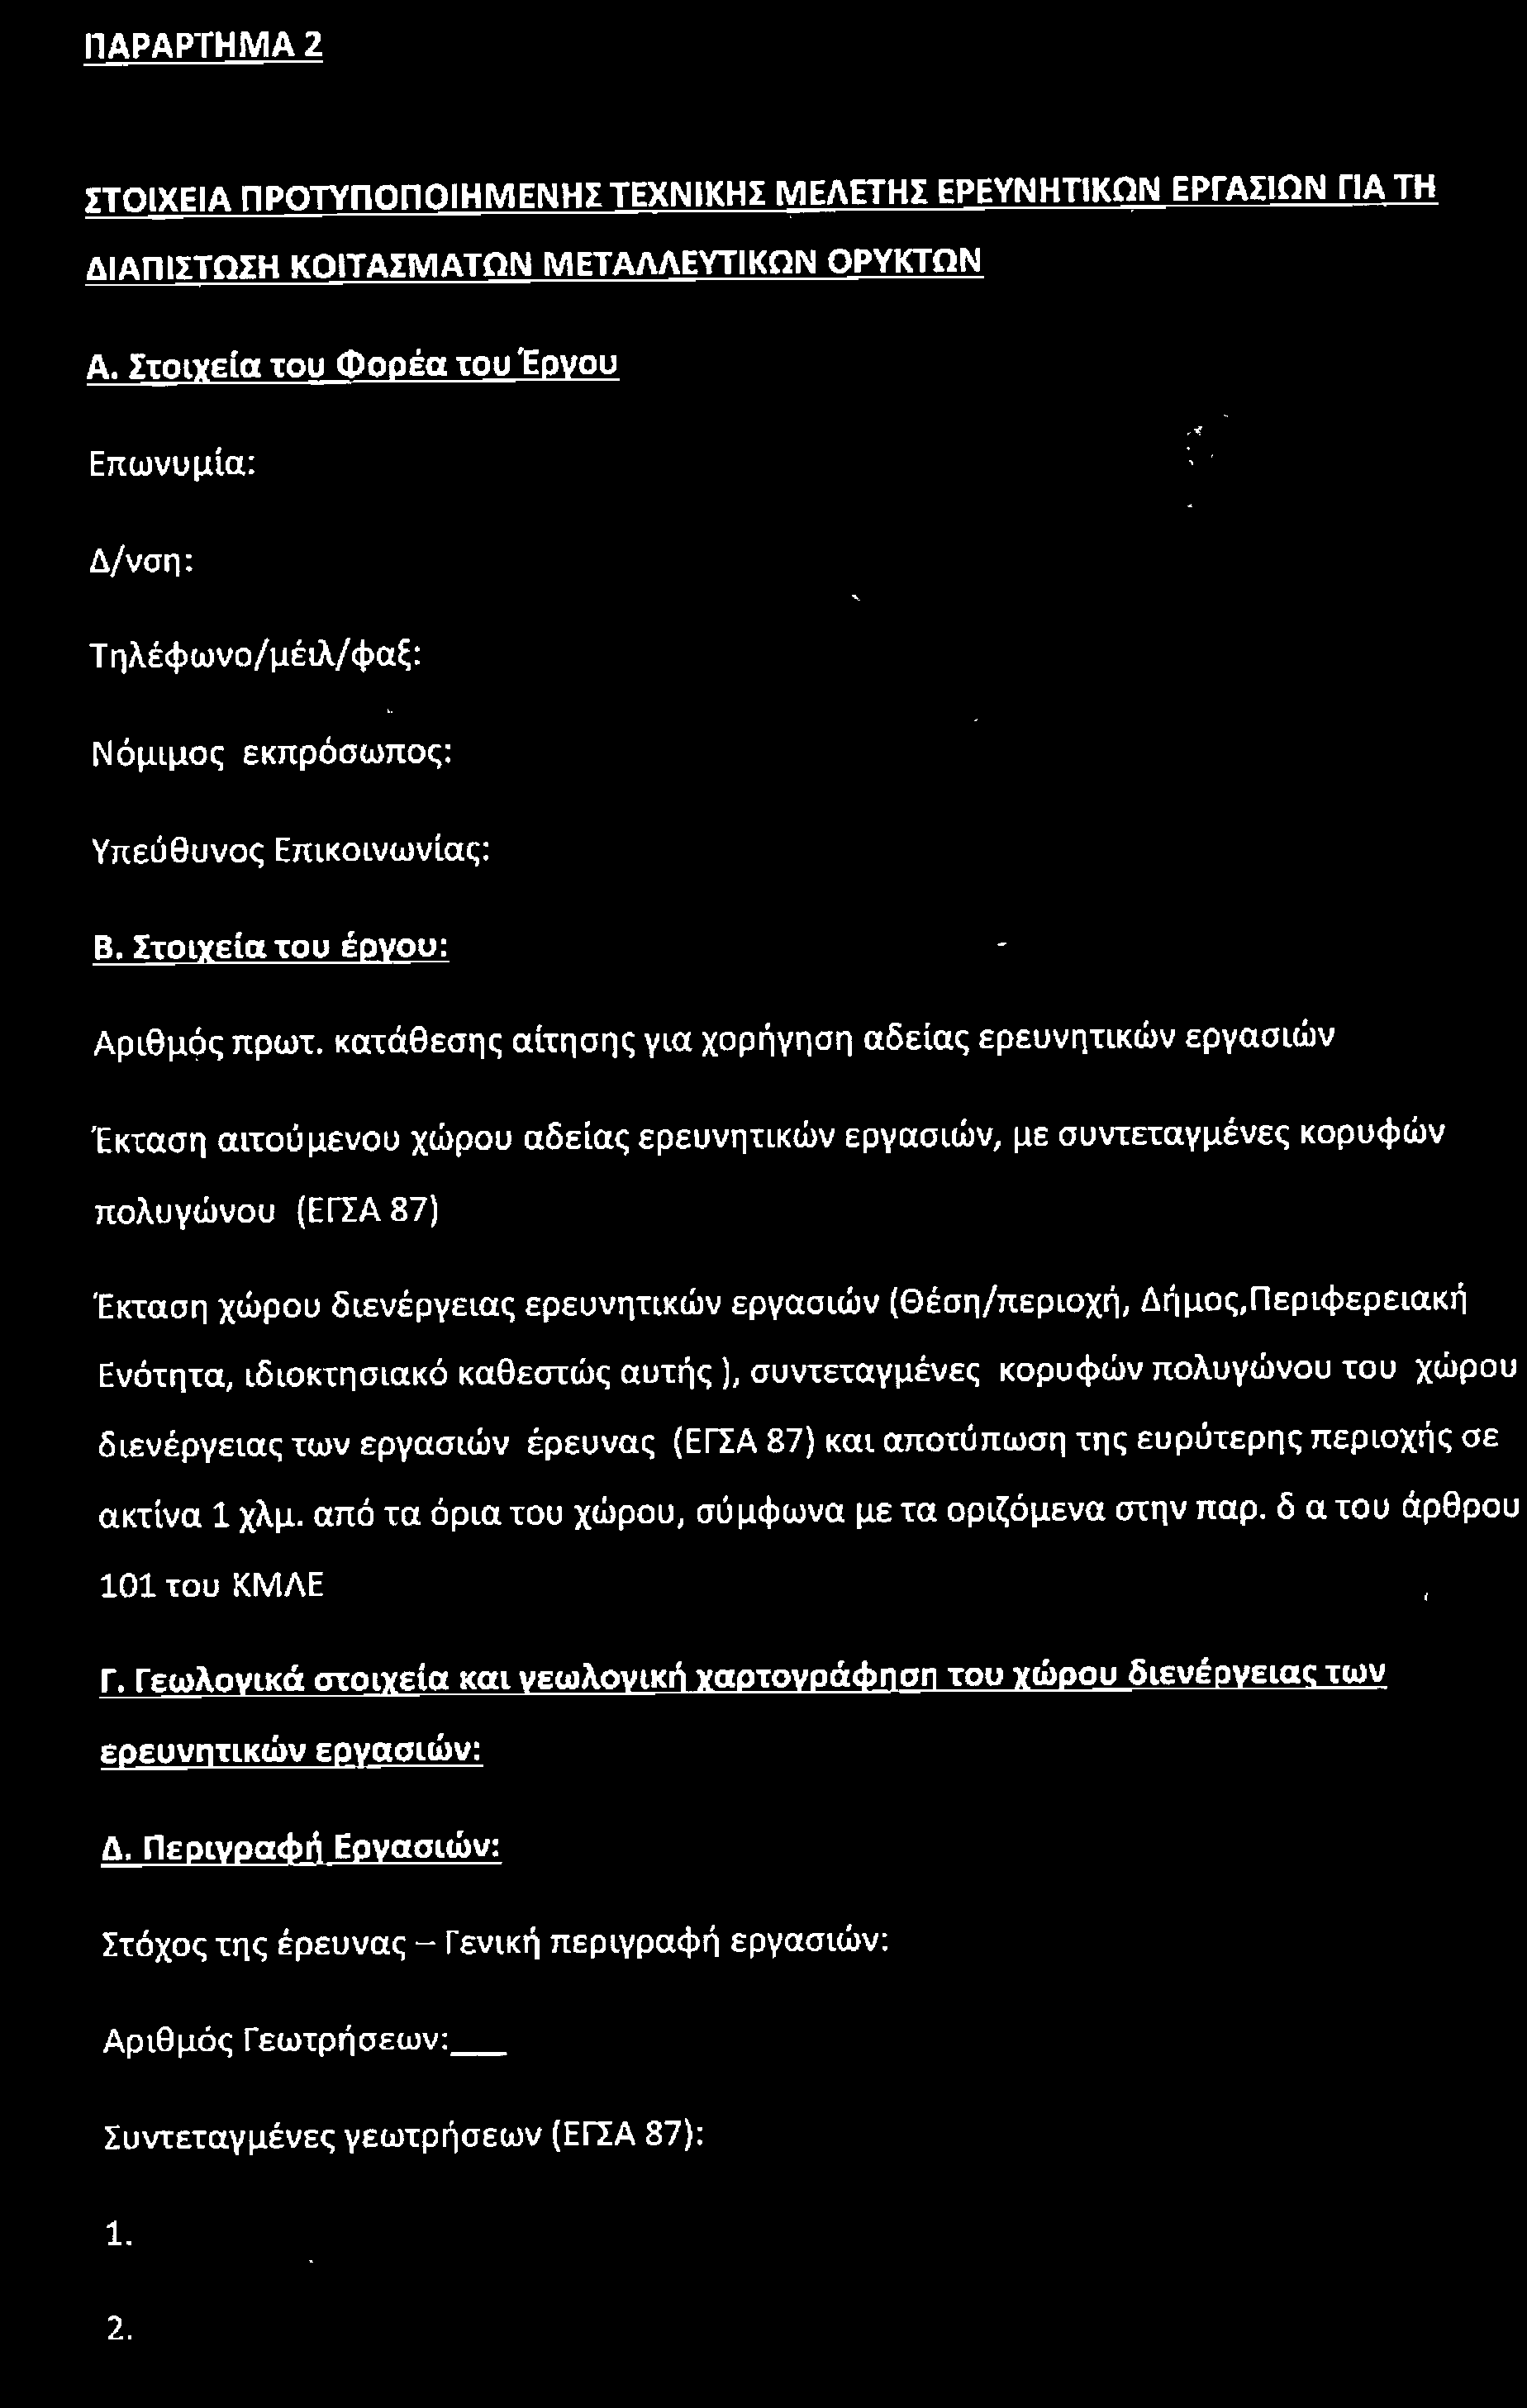 ΠΑΡΑΡΤΗΜΑ 2
ΣΤΟΙΧΕΙΑ ΠΡΟΤΥΠΟΠΟΙΗΜΕΝΗΣ ΤΕΧΝΙΚΗΣ ΜΕΛΕΤΗΣ ΕΡΕΥΝΗΤΙΚΩΝ ΕΡΓΑΣΙΩΝ ΓΙΑ ΤΗ
ΔΙΑΠΙΣΤΩΣΗ ΚΟΙΤΑΣΜΑΤΩΝ ΜΕΤΑΛΛΕΥΤΙΚΩΝ ΟΡΥΚΤΩΝ
Α. Στοιχεία του Φορέα του Έργου
Επωνυμία:
Δ/νση:
Τηλέφωνο/μέιλ/φαξ:
Νόμιμος εκπρόσωπος:
Υπεύθυνος Επικοινωνίας:
Β. Στοιχεία του έργου:
Αριθμός πρωτ. κατάθεσης αίτησης για χορήγηση αδείας ερευνητικών εργασιών
Έκταση αιτούμενου χώρου αδείας ερευνητικών εργασιών, με συντεταγμένες κορυφών
πολυγώνου (ΕΓΣΑ 87)
Έκταση χώρου διενέργειας ερευνητικών εργασιών (Θέση/περιοχή, Δήμος,Περιφερειακή
Ενότητα, ιδιοκτησιακό καθεστώς αυτής ), συντεταγμένες κορυφών πολυγώνου του χώρου
διενέργειας των εργασιών έρευνας (ΕΓΣΑ 87) και αποτύπωση της ευρύτερης περιοχής σε
ακτίνα 1 χλμ. από τα όρια του χώρου, σύμφωνα με τα οριζόμενα στην παρ. δ α του άρθρου
101 του ΚΜΛΕ
Γ. Γεωλογικά στοιχεία και γεωλογική χαρτογράφηση του χώρου διενέργειας των
ερευνητικών εργασιών:
Δ. Περιγραφή Εργασιών:
Στόχος της έρευνας – Γενική περιγραφή εργασιών:
Αριθμός Γεωτρήσεων:___
Συντεταγμένες γεωτρήσεων (ΕΓΣΑ 87):
1.
2.